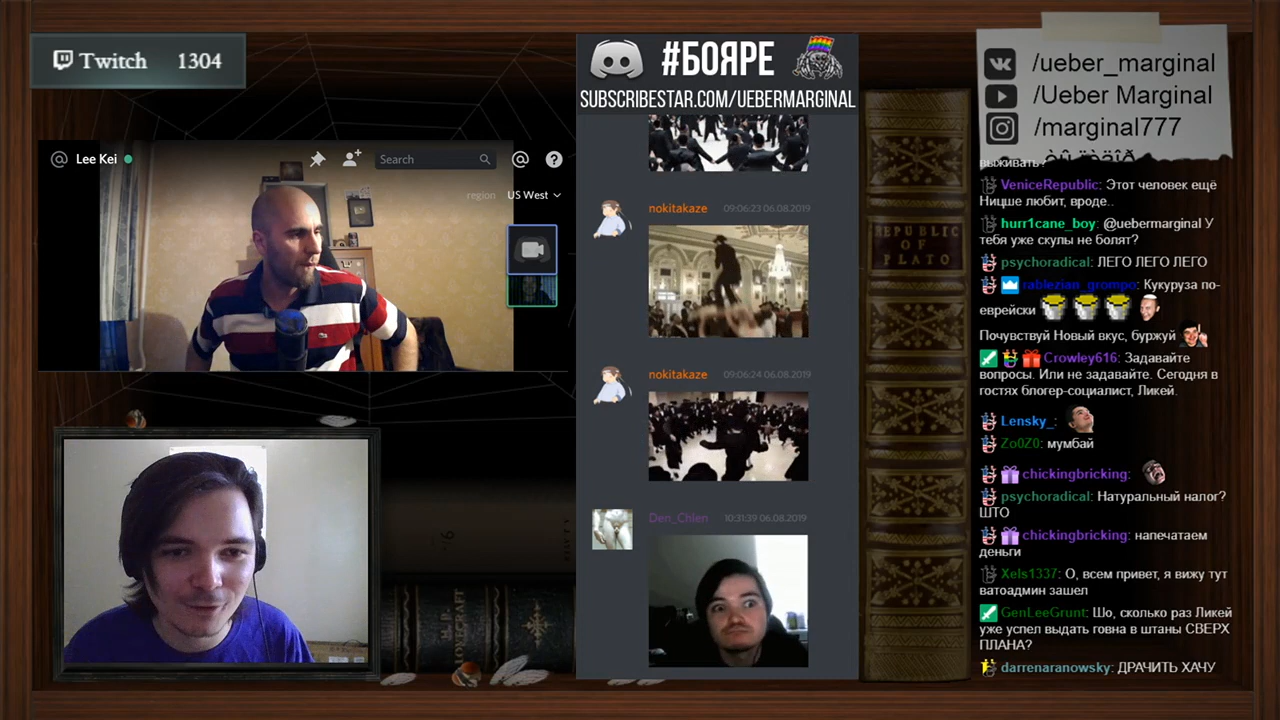 Twitch 1304
@ Lee Kei
Search
region US West
#БОЯРЕ
SUBSCRIBESTAR.COM/UEBERMARGINAL
nokitakaze 09:06:23 06.08.2019
nokitakaze 09:06:24 06.08.2019
Den_Chlen 10:31:39 06.08.2019
REPUBLIC
OF
PLATO
LOVECRAFT
/ueber_marginal
/Ueber Marginal
/marginal777
выживать?
VeniceRepublic: Этот человек ещё
Ницше любит, вроде..
hurr1cane_boy: @uebermarginal У
тебя уже скулы не болят?
psychoradical: ЛЕГО ЛЕГО ЛЕГО
rablezian_grompo: Кукуруза по-
еврейски
Почувствуй Новый вкус, буржуй
Crowley616: Задавайте
вопросы. Или не задавайте. Сегодня в
гостях блогер-социалист, Ликей.
Lensky_:
Zo0Z0: мумбай
chickingbricking:
psychoradical: Натуральный налог?
ШТО
chickingbricking: напечатаем
деньги
Xels1337: О, всем привет, я вижу тут
ватоадмин зашел
GenLeeGrunt: Шо, сколько раз Ликей
уже успел выдать говна в штаны СВЕРХ
ПЛАНА?
darrenaranowsky: ДРАЧИТЬ ХАЧУ